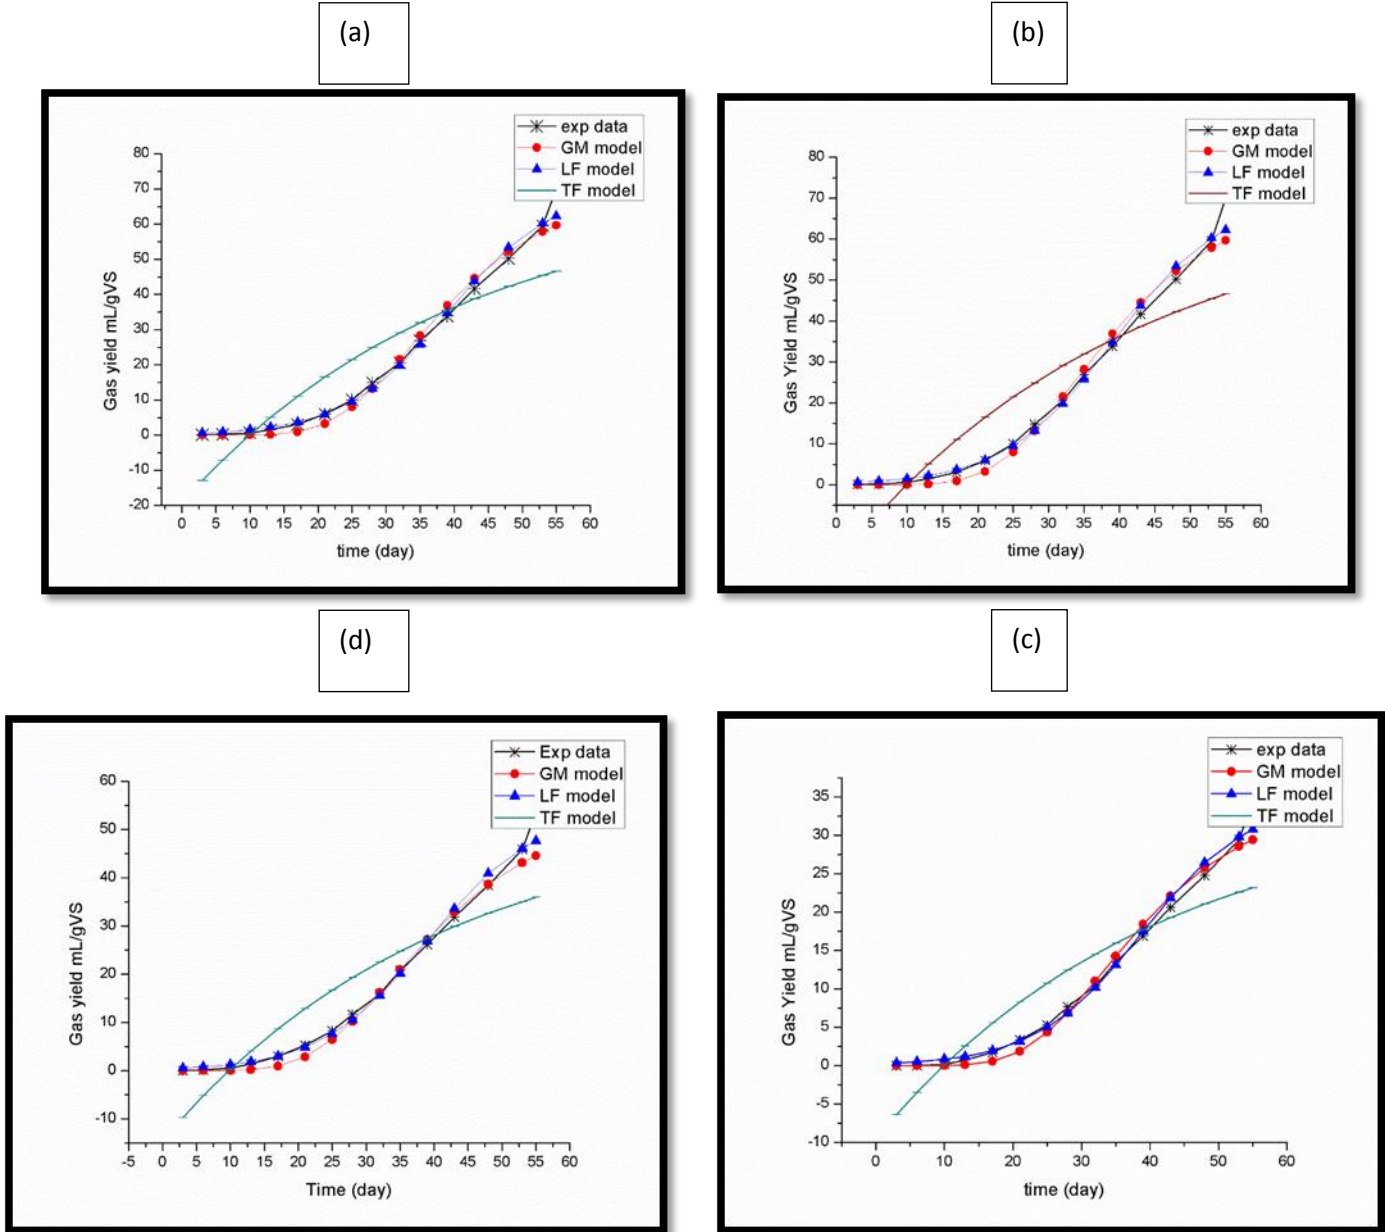 (a)
exp data
GM model
LF model
TF model
80
70
60
50
40
30
20
10
0
-10
-20
Gas yield mL/gVS
0 5 10 15 20 25 30 35 40 45 50 55 60
time (day)
(b)
exp data
GM model
LF model
TF model
80
70
60
50
40
30
20
10
0
Gas Yield mL/gVS
0 5 10 15 20 25 30 35 40 45 50 55 60
time (day)
(d)
Exp data
GM model
LF model
TF model
60
50
40
30
20
10
0
-10
Gas yield mL/gVS
-5 0 5 10 15 20 25 30 35 40 45 50 55 60
Time (day)
(c)
exp data
GM model
LF model
TF model
35
30
25
20
15
10
5
0
-5
-10
Gas Yield mL/gVS
0 10 20 30 40 50 60
time (day)